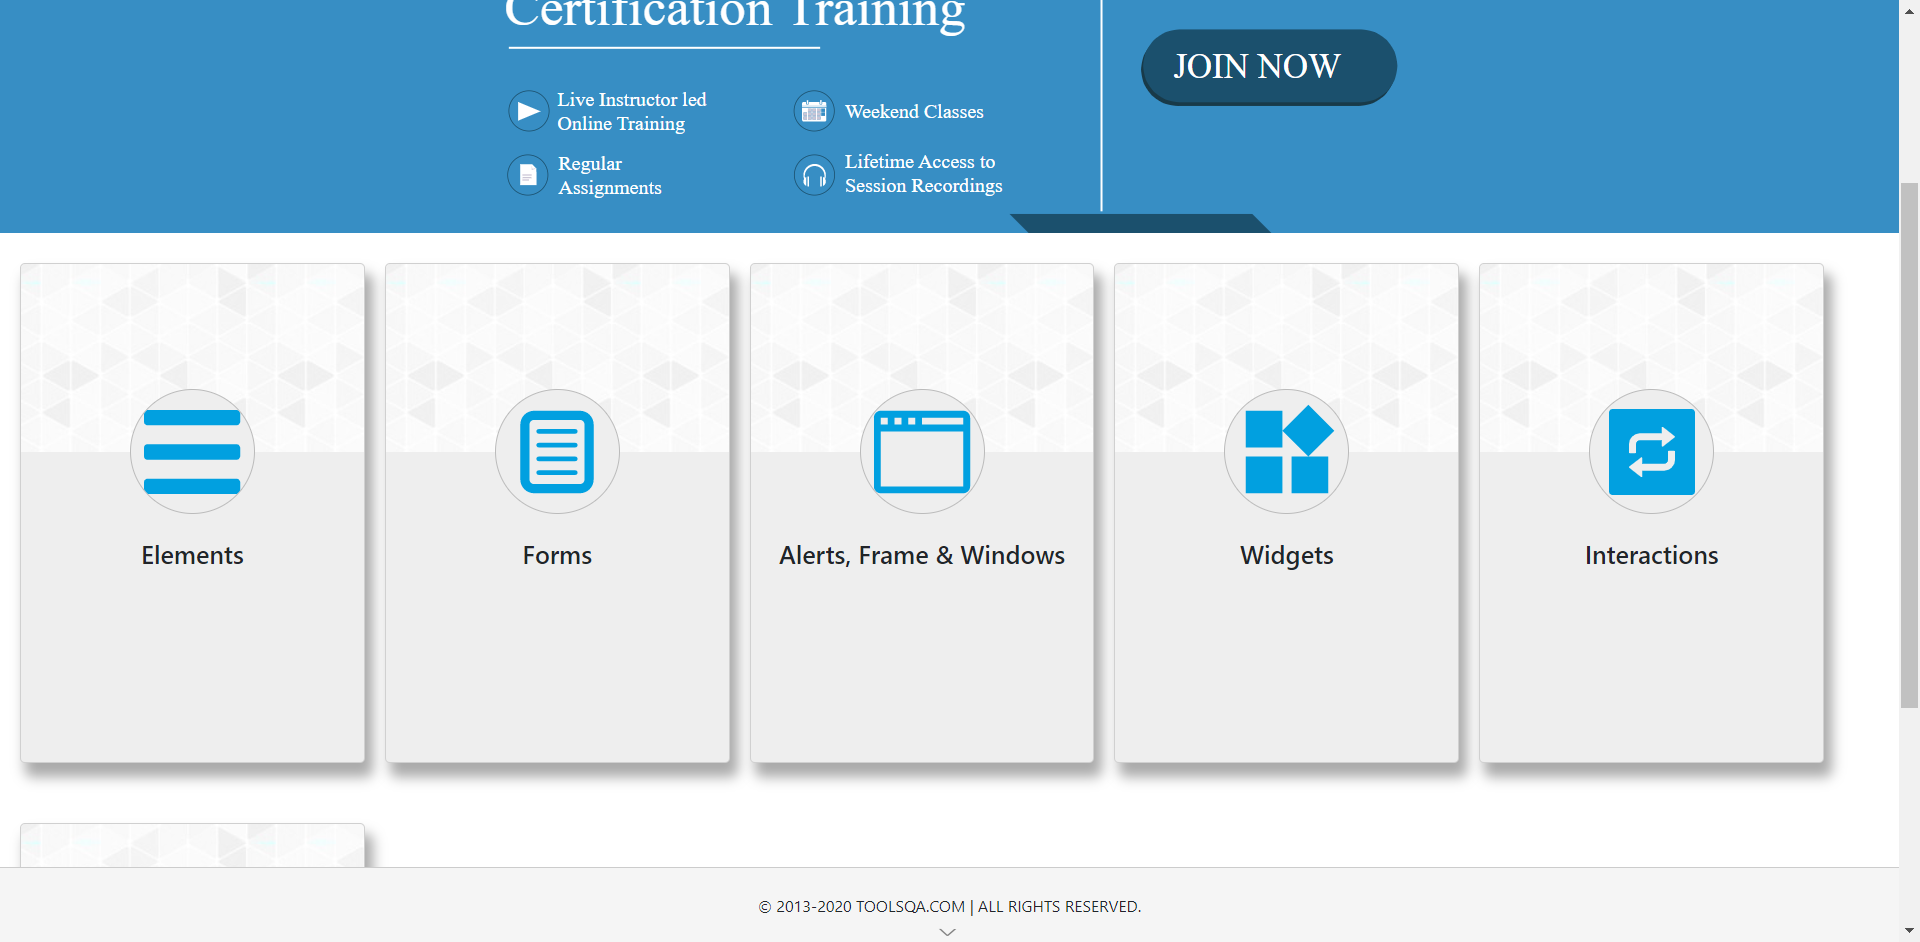 Certification Training
JOIN NOW
Live Instructor led
Online Training
Weekend Classes
Regular
Assignments
Lifetime Access to
Session Recordings
Elements
Forms
Alerts, Frame & Windows
Widgets
Interactions
© 2013-2020 TOOLSQA.COM | ALL RIGHTS RESERVED.